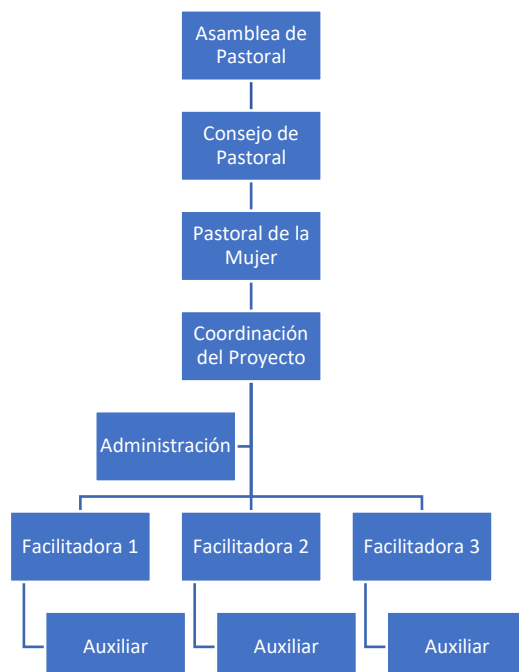 Asamblea de
Pastoral
Consejo de
Pastoral
Pastoral de la
Mujer
Coordinación
del Proyecto
Administración
Facilitadora 1
Facilitadora 2
Facilitadora 3
Auxiliar
Auxiliar
Auxiliar